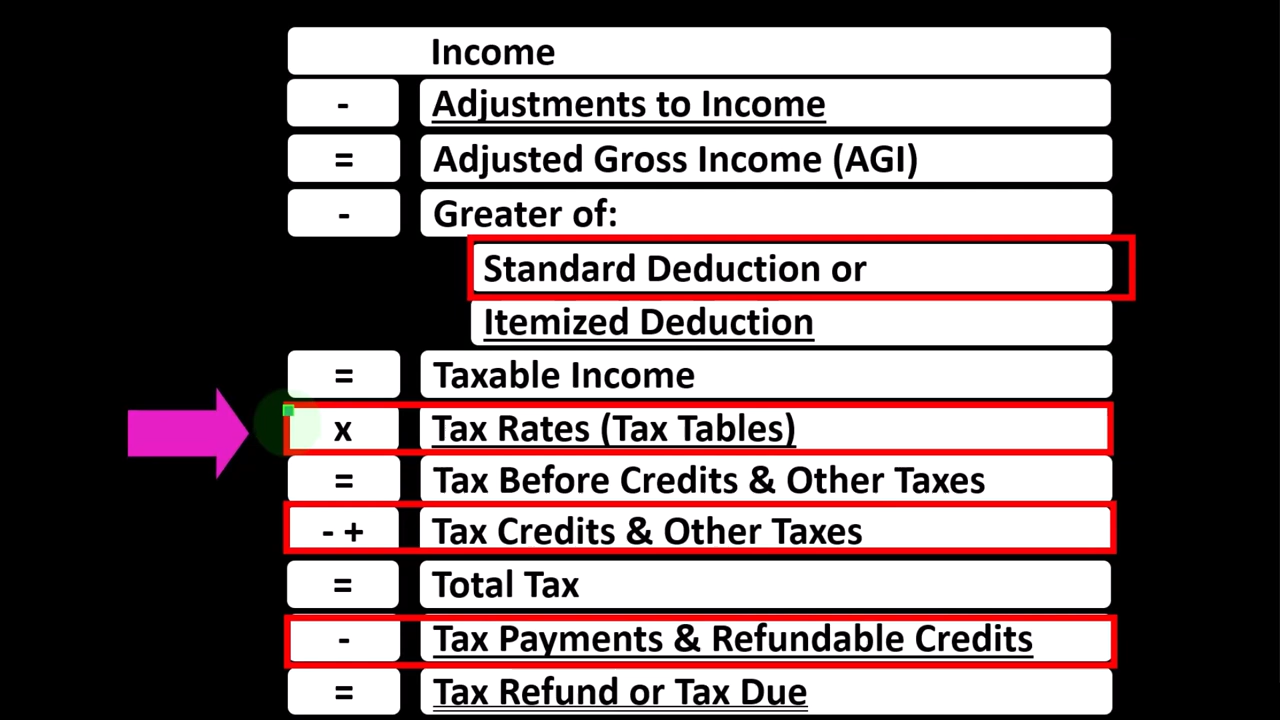 Income
- Adjustments to Income
= Adjusted Gross Income (AGI)
- Greater of:
Standard Deduction or
Itemized Deduction
= Taxable Income
x Tax Rates (Tax Tables)
= Tax Before Credits & Other Taxes
- + Tax Credits & Other Taxes
= Total Tax
- Tax Payments & Refundable Credits
= Tax Refund or Tax Due